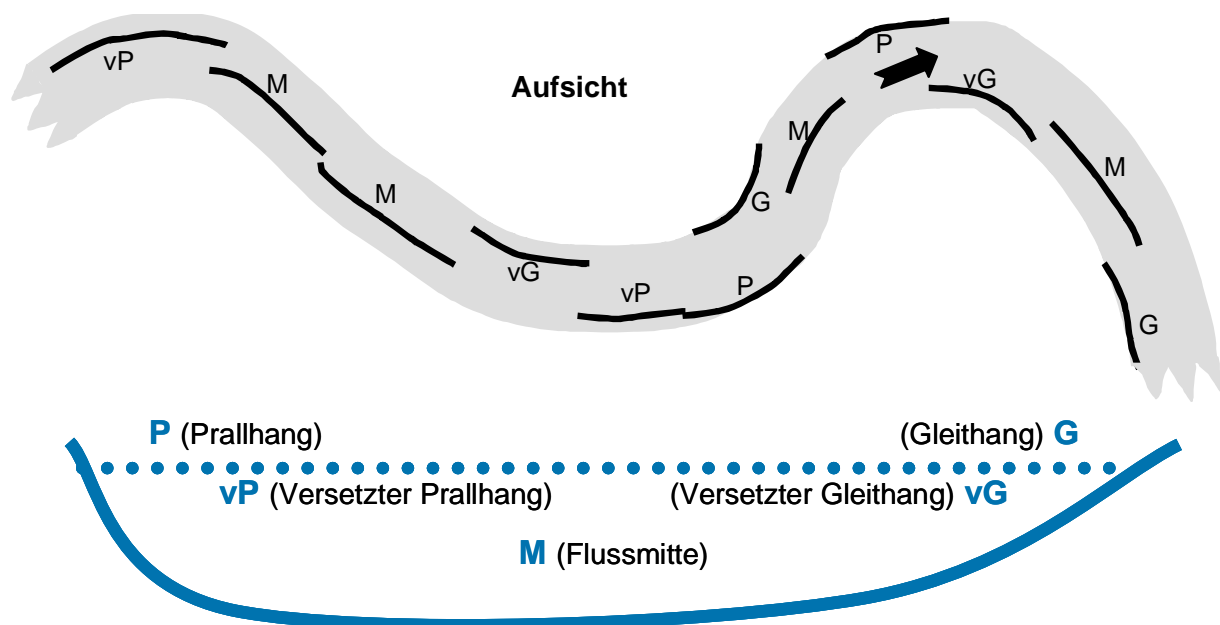 P
vP
M
Aufsicht
vG
M
M
M
G
vG
vP
P
G
P (Prallhang)
(Gleithang) G
vP (Versetzter Prallhang)
(Versetzter Gleithang) vG
M (Flussmitte)